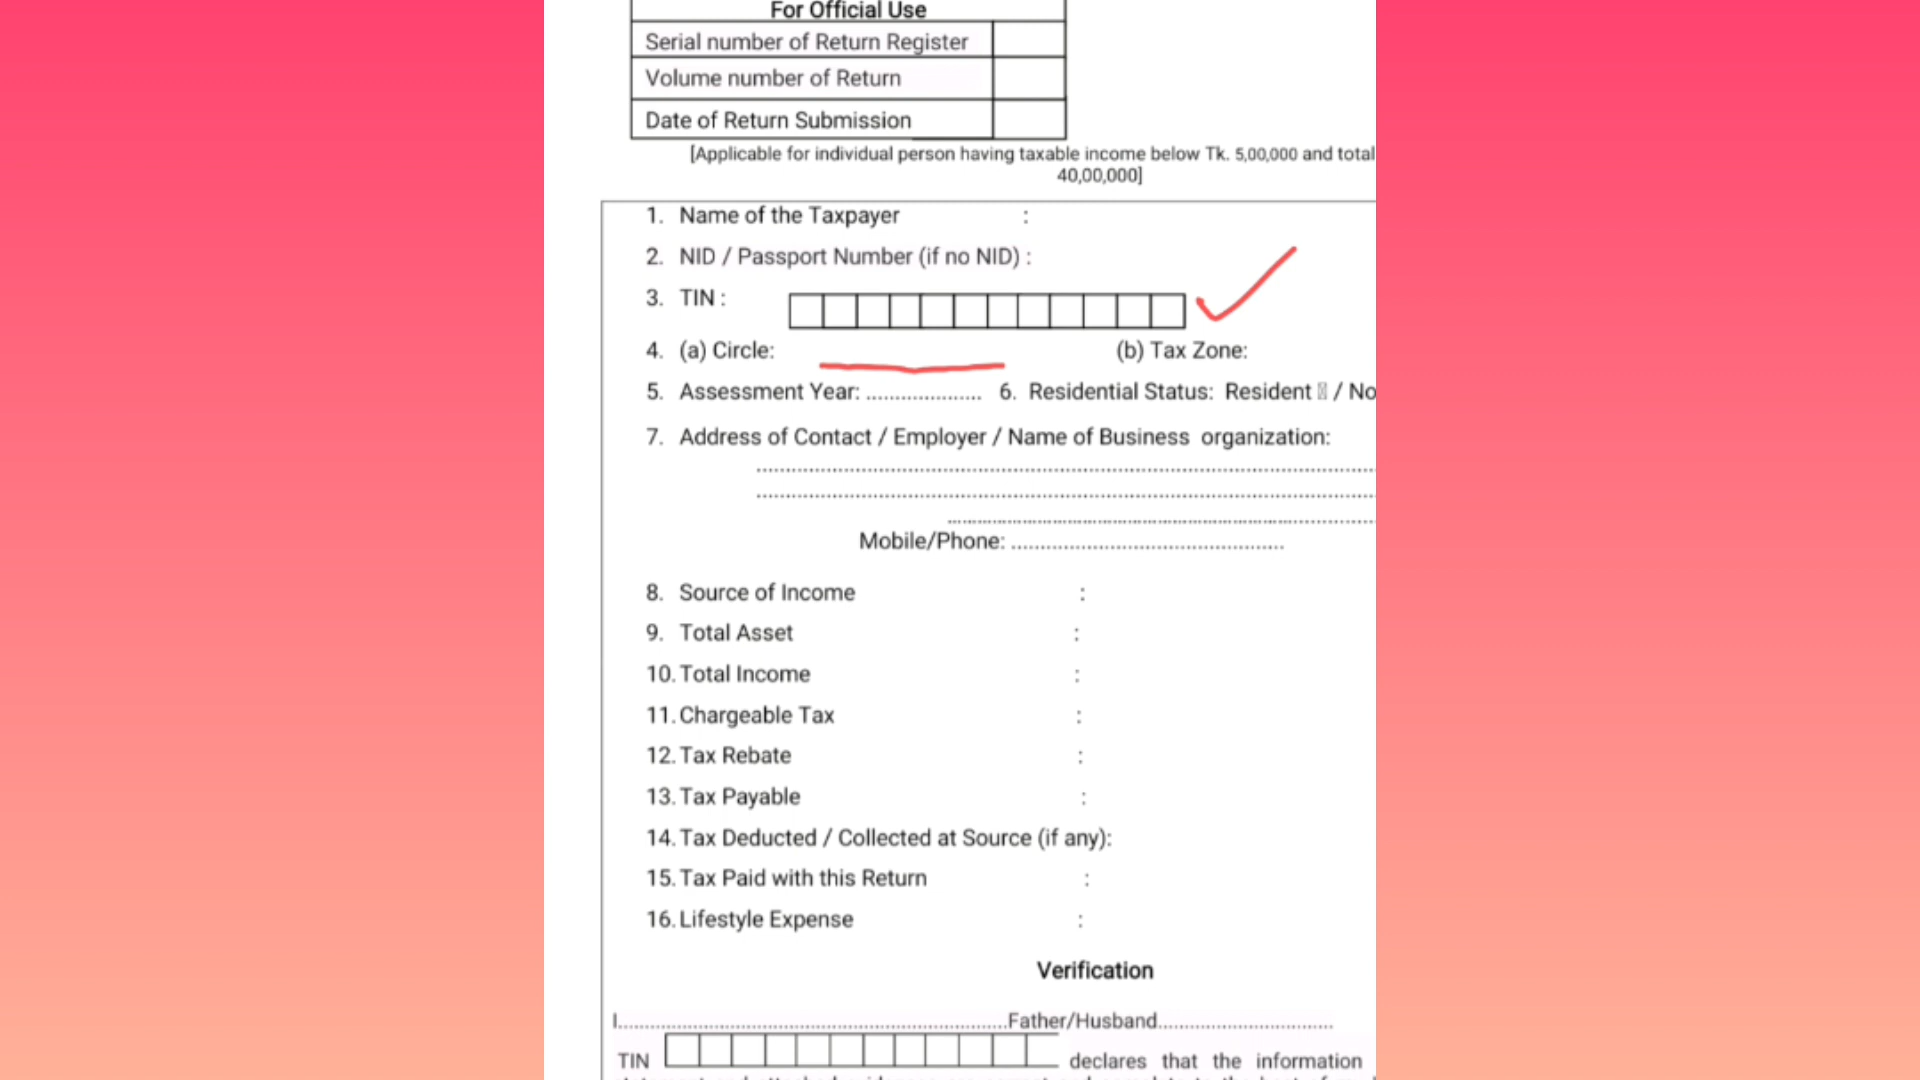 For Official Use
Serial number of Return Register
Volume number of Return
Date of Return Submission
[Applicable for individual person having taxable income below Tk. 5,00,000 and total
40,00,000]
1. Name of the Taxpayer :
2. NID / Passport Number (if no NID) :
3. TIN :
4. (a) Circle: (b) Tax Zone:
5. Assessment Year: .................... 6. Residential Status: Resident / No
7. Address of Contact / Employer / Name of Business organization:
Mobile/Phone: ...............................................
8. Source of Income :
9. Total Asset :
10. Total Income :
11. Chargeable Tax :
12. Tax Rebate :
13. Tax Payable :
14. Tax Deducted / Collected at Source (if any):
15. Tax Paid with this Return :
16. Lifestyle Expense :
Verification
I..................................................................Father/Husband..............................
TIN declares that the information